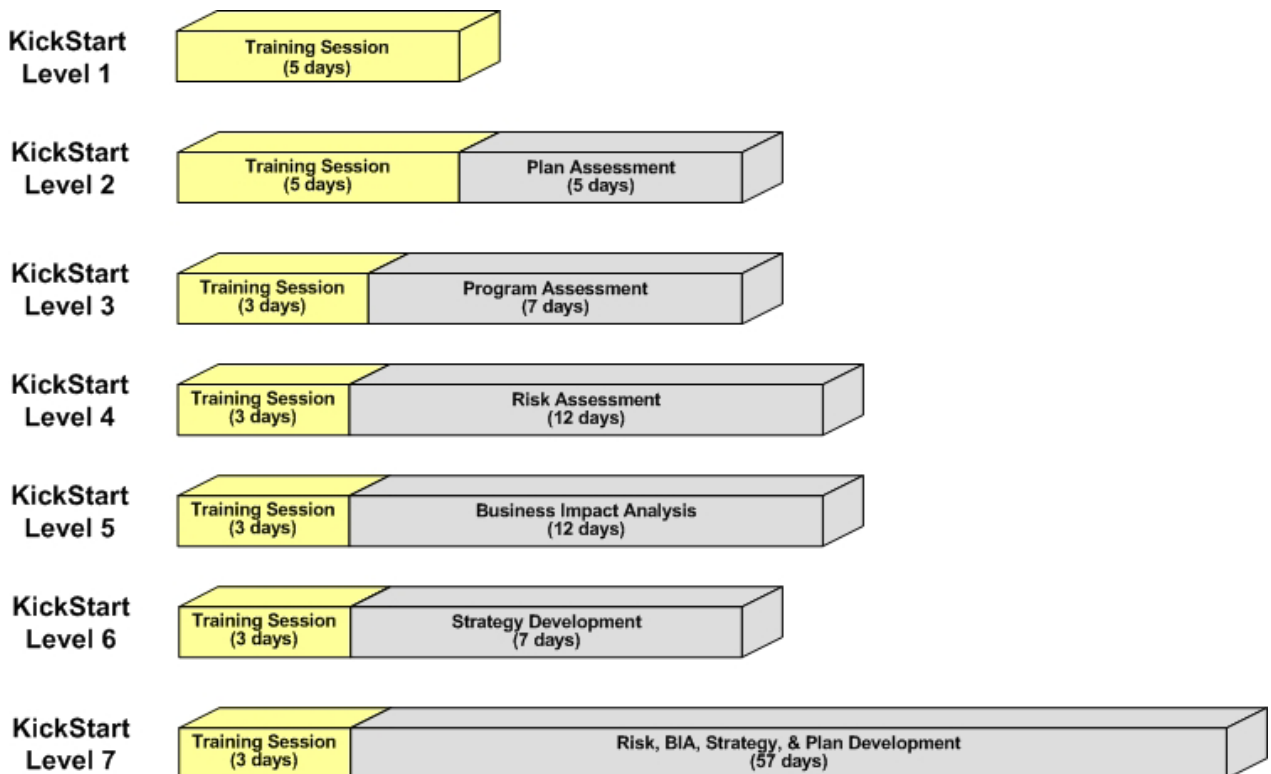 KickStart
Level 1
Training Session
(5 days)
KickStart
Level 2
Training Session
(5 days)
Plan Assessment
(5 days)
KickStart
Level 3
Training Session
(3 days)
Program Assessment
(7 days)
KickStart
Level 4
Training Session
(3 days)
Risk Assessment
(12 days)
KickStart
Level 5
Training Session
(3 days)
Business Impact Analysis
(12 days)
KickStart
Level 6
Training Session
(3 days)
Strategy Development
(7 days)
KickStart
Level 7
Training Session
(3 days)
Risk, BIA, Strategy, & Plan Development
(57 days)